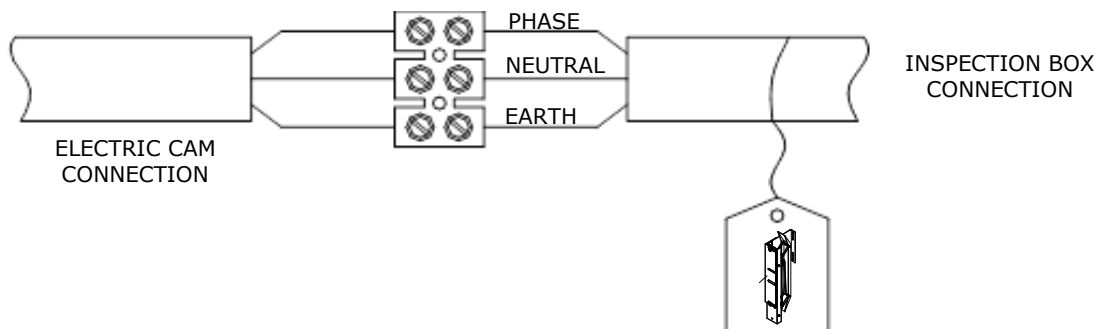 PHASE
NEUTRAL
EARTH
INSPECTION BOX
CONNECTION
ELECTRIC CAM
CONNECTION